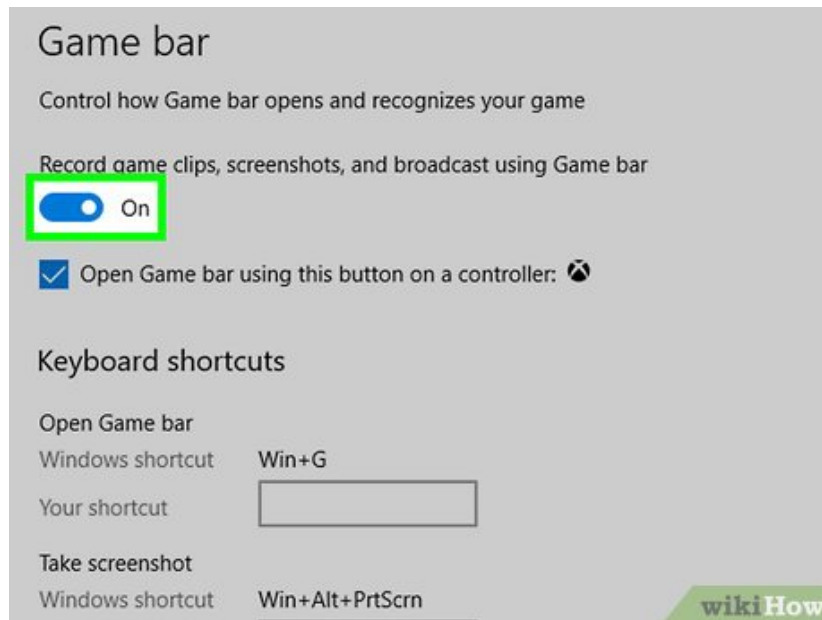 Game bar
Control how Game bar opens and recognizes your game
Record game clips, screenshots, and broadcast using Game bar
On
Open Game bar using this button on a controller:
Keyboard shortcuts
Open Game bar
Windows shortcut Win+G
Your shortcut
Take screenshot
Windows shortcut Win+Alt+PrtScrn
wikiHow